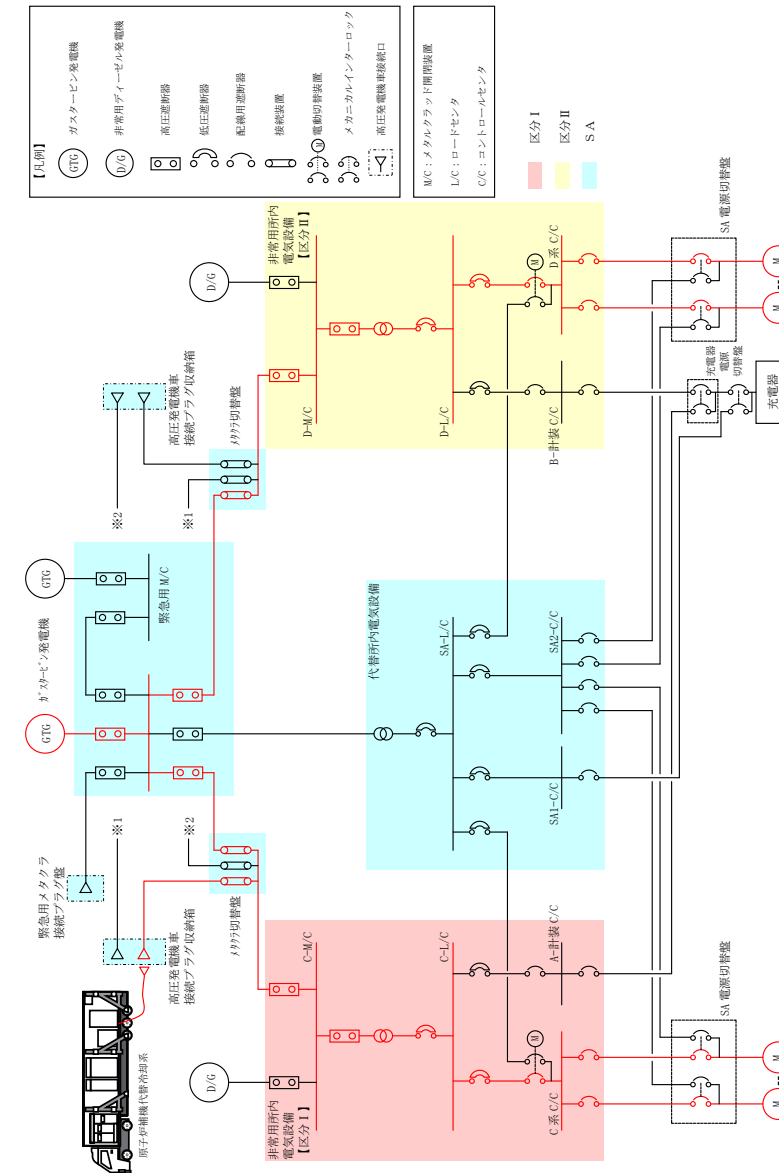 【凡例】
GTG
ガスタービン発電機
D/G
非常用ディーゼル発電機
高圧遮断器
低圧遮断器
配線用遮断器
接続装置
M
電動切替装置
メカニカルインターロック
高圧発電機車接続口
M/C：メタルクラッド開閉装置
L/C：ロードセンタ
C/C：コントロールセンタ
区分Ⅰ
区分Ⅱ
ＳＡ
原子炉補機代替冷却系
高圧発電機車
接続プラグ収納箱
緊急用メタクラ
接続プラグ盤
※1
※2
メタクラ切替盤
GTG
ｶﾞｽﾀｰﾋﾞﾝ発電機
GTG
緊急用 M/C
高圧発電機車
接続プラグ収納箱
※2
※1
メタクラ切替盤
D/G
非常用所内
電気設備
【区分Ⅰ】
C-M/C
C-L/C
M
C 系 C/C
A-計装 C/C
代替所内電気設備
SA-L/C
SA1-C/C
SA2-C/C
D/G
非常用所内
電気設備
【区分Ⅱ】
D-M/C
D-L/C
M
B-計装 C/C
D 系 C/C
SA 電源切替盤
M
M
充電器
電源
切替盤
充電器
SA 電源切替盤
M
M